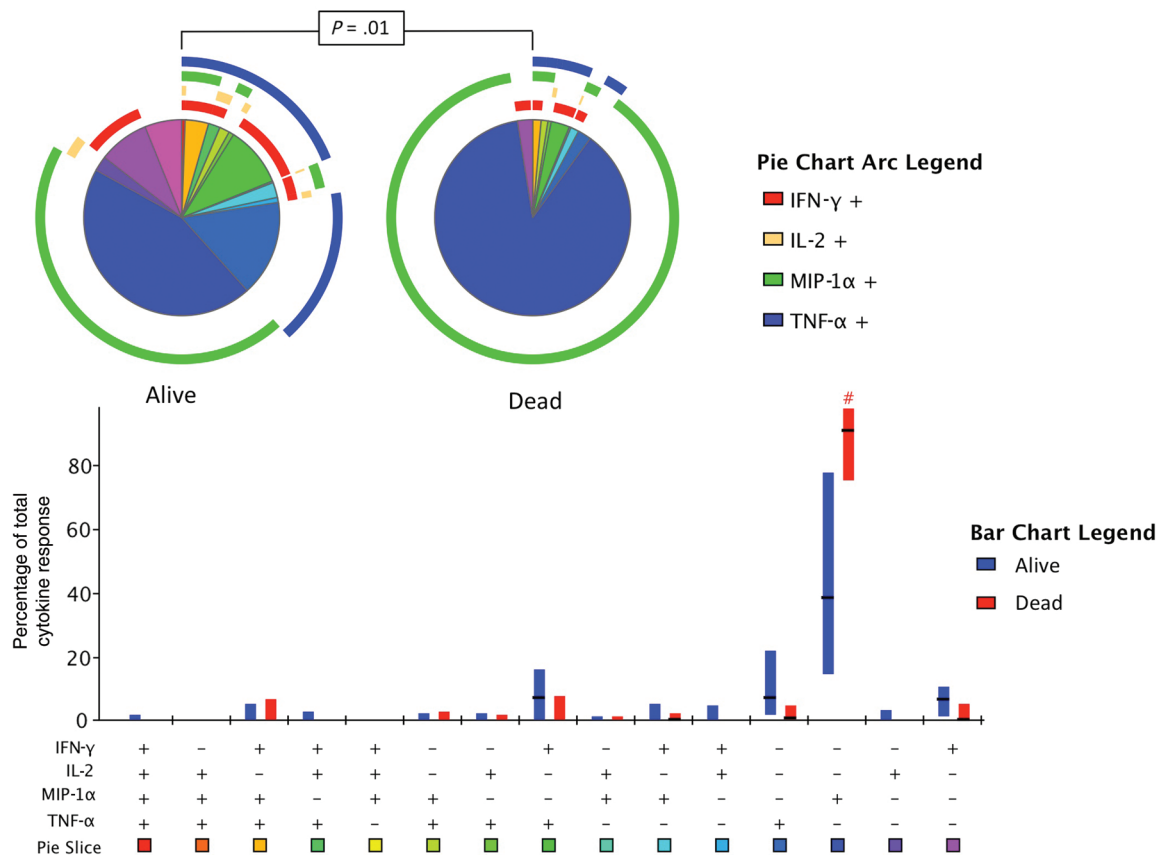 P = .01
Pie Chart Arc Legend
IFN-γ +
IL-2 +
MIP-1α +
TNF-α +
Alive
Dead
#
Percentage of total
cytokine response
80
60
40
20
0
Bar Chart Legend
Alive
Dead
IFN-γ + – + + + – – + – + + – – – +
IL-2 + + – + + – + – + – + – – + –
MIP-1α + + + – + + – – + + – – + – –
TNF-α + + + + – + + + – – – + – – –
Pie Slice